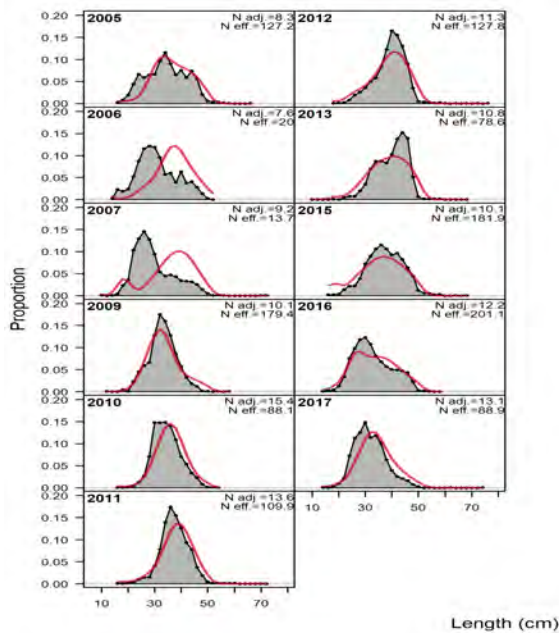 2005 N adj.=8.3
N eff.=127.2
2012 N adj.=11.3
N eff.=127.8
0.20
0.15
0.10
0.05
0.00
2006 N adj.=7.6
N eff.=20
2013 N adj.=10.8
N eff.=78.6
0.20
0.15
0.10
0.05
0.00
2007 N adj.=9.2
N eff.=13.7
2015 N adj.=10.1
N eff.=181.9
0.20
0.15
0.10
0.05
0.00
Proportion
2009 N adj.=10.1
N eff.=179.4
2016 N adj.=12.2
N eff.=201.1
0.20
0.15
0.10
0.05
0.00
2010 N adj.=15.4
N eff.=88.1
2017 N adj.=13.1
N eff.=88.9
0.20
0.15
0.10
0.05
0.00
2011 N adj.=13.6
N eff.=109.9
0.20
0.15
0.10
0.05
0.00
10 30 50 70
10 30 50 70
Length (cm)